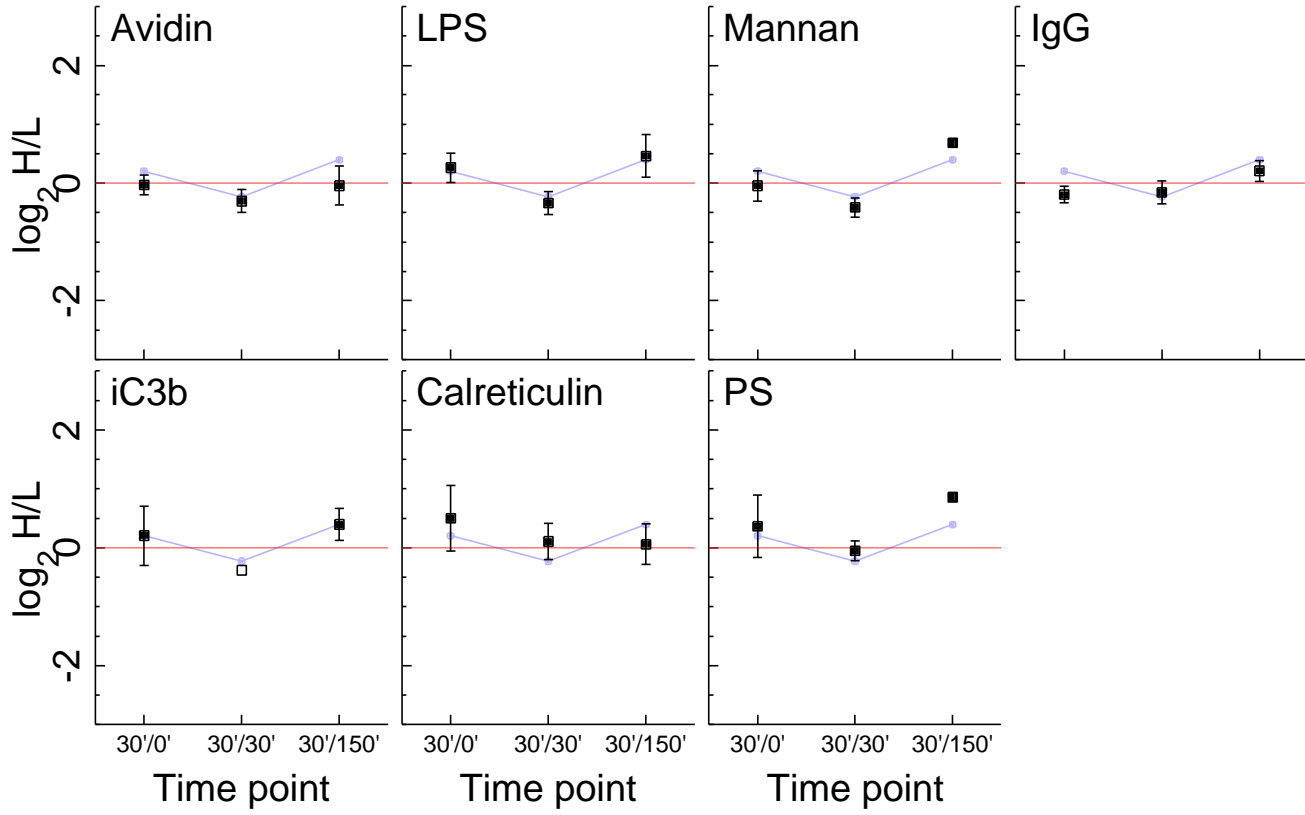 Avidin LPS Mannan IgG
2
0
-2
log2 H/L
iC3b Calreticulin PS
2
0
-2
log2 H/L
30'/0' 30'/30' 30'/150' 30'/0' 30'/30' 30'/150' 30'/0' 30'/30' 30'/150'
Time point Time point Time point